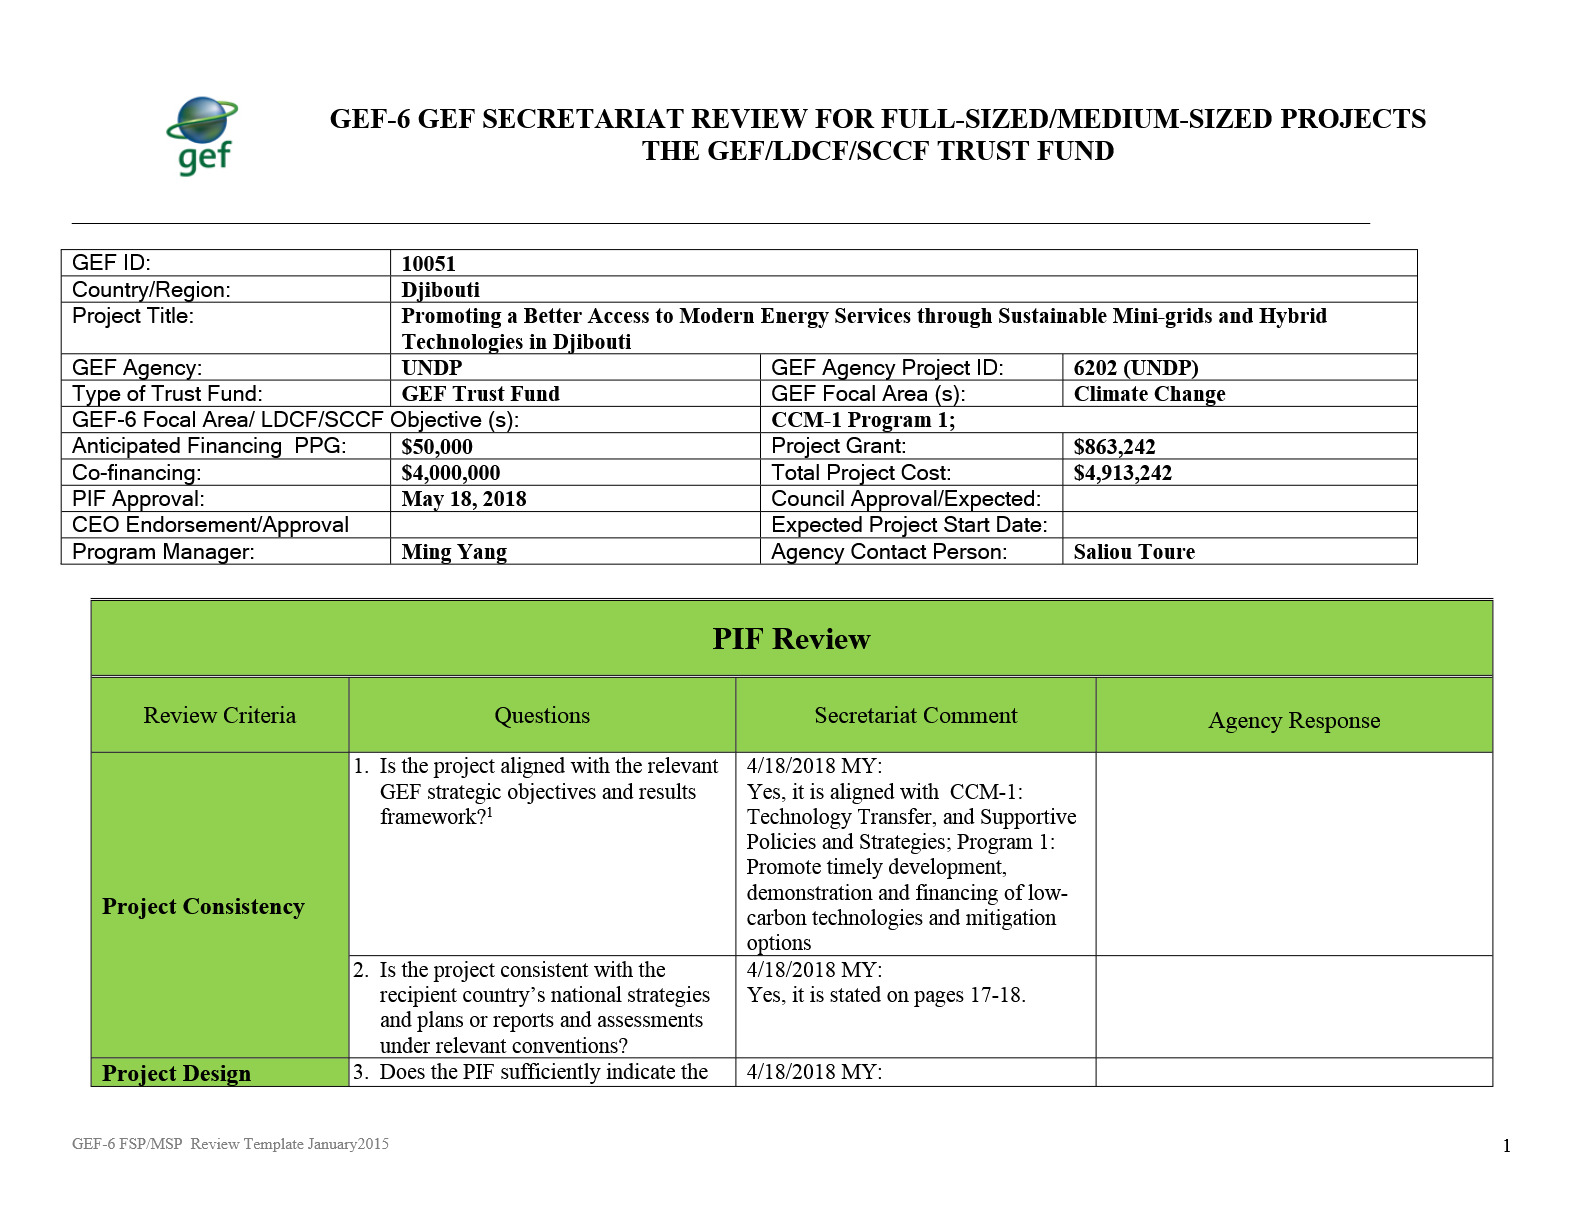 gef
GEF-6 GEF SECRETARIAT REVIEW FOR FULL-SIZED/MEDIUM-SIZED PROJECTS
THE GEF/LDCF/SCCF TRUST FUND
GEF ID: 10051
Country/Region: Djibouti
Project Title: Promoting a Better Access to Modern Energy Services through Sustainable Mini-grids and Hybrid
Technologies in Djibouti
GEF Agency: UNDP GEF Agency Project ID: 6202 (UNDP)
Type of Trust Fund: GEF Trust Fund GEF Focal Area (s): Climate Change
GEF-6 Focal Area/ LDCF/SCCF Objective (s): CCM-1 Program 1;
Anticipated Financing  PPG: $50,000 Project Grant: $863,242
Co-financing: $4,000,000 Total Project Cost: $4,913,242
PIF Approval: May 18, 2018 Council Approval/Expected:
CEO Endorsement/Approval Expected Project Start Date:
Program Manager: Ming Yang Agency Contact Person: Saliou Toure
PIF Review
Review Criteria Questions Secretariat Comment Agency Response
Project Consistency
1. Is the project aligned with the relevant
GEF strategic objectives and results
framework?¹
4/18/2018 MY:
Yes, it is aligned with  CCM-1:
Technology Transfer, and Supportive
Policies and Strategies; Program 1:
Promote timely development,
demonstration and financing of low-
carbon technologies and mitigation
options
2. Is the project consistent with the
recipient country’s national strategies
and plans or reports and assessments
under relevant conventions?
4/18/2018 MY:
Yes, it is stated on pages 17-18.
Project Design
3. Does the PIF sufficiently indicate the
4/18/2018 MY:
GEF-6 FSP/MSP  Review Template January2015
1